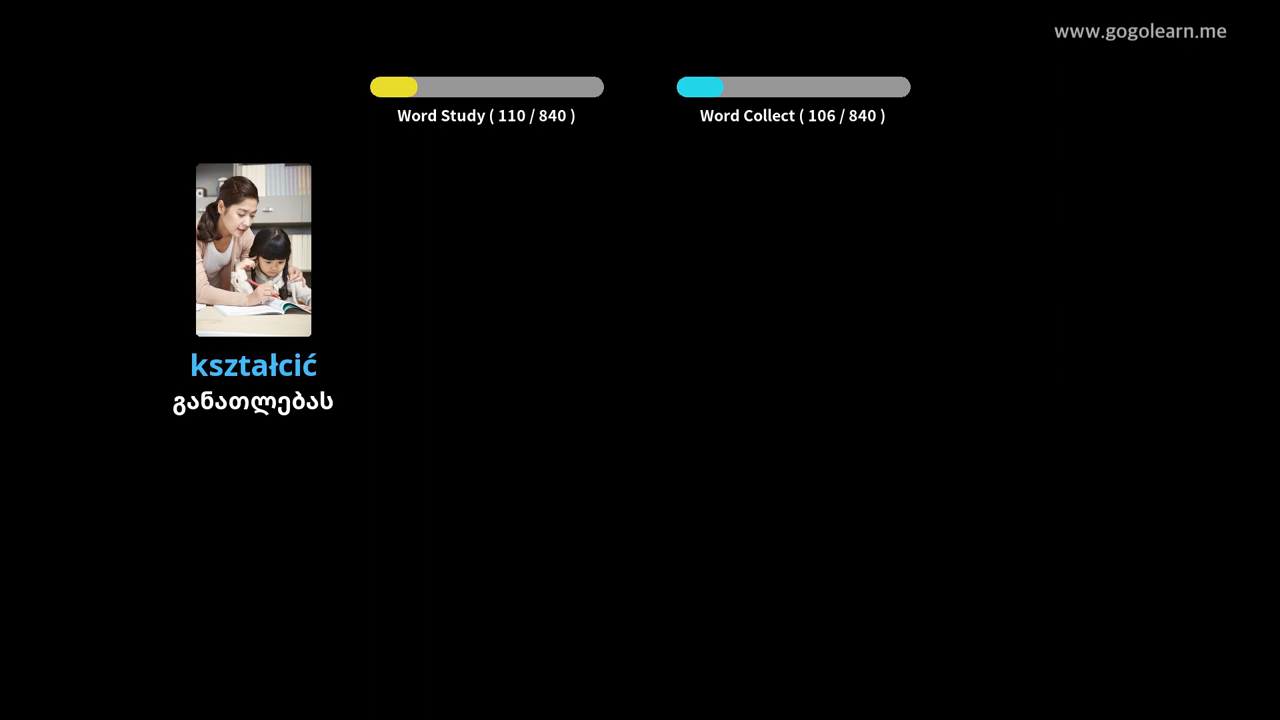 www.gogolearn.me
Word Study ( 110 / 840 )
Word Collect ( 106 / 840 )
kształcić
განათლებას